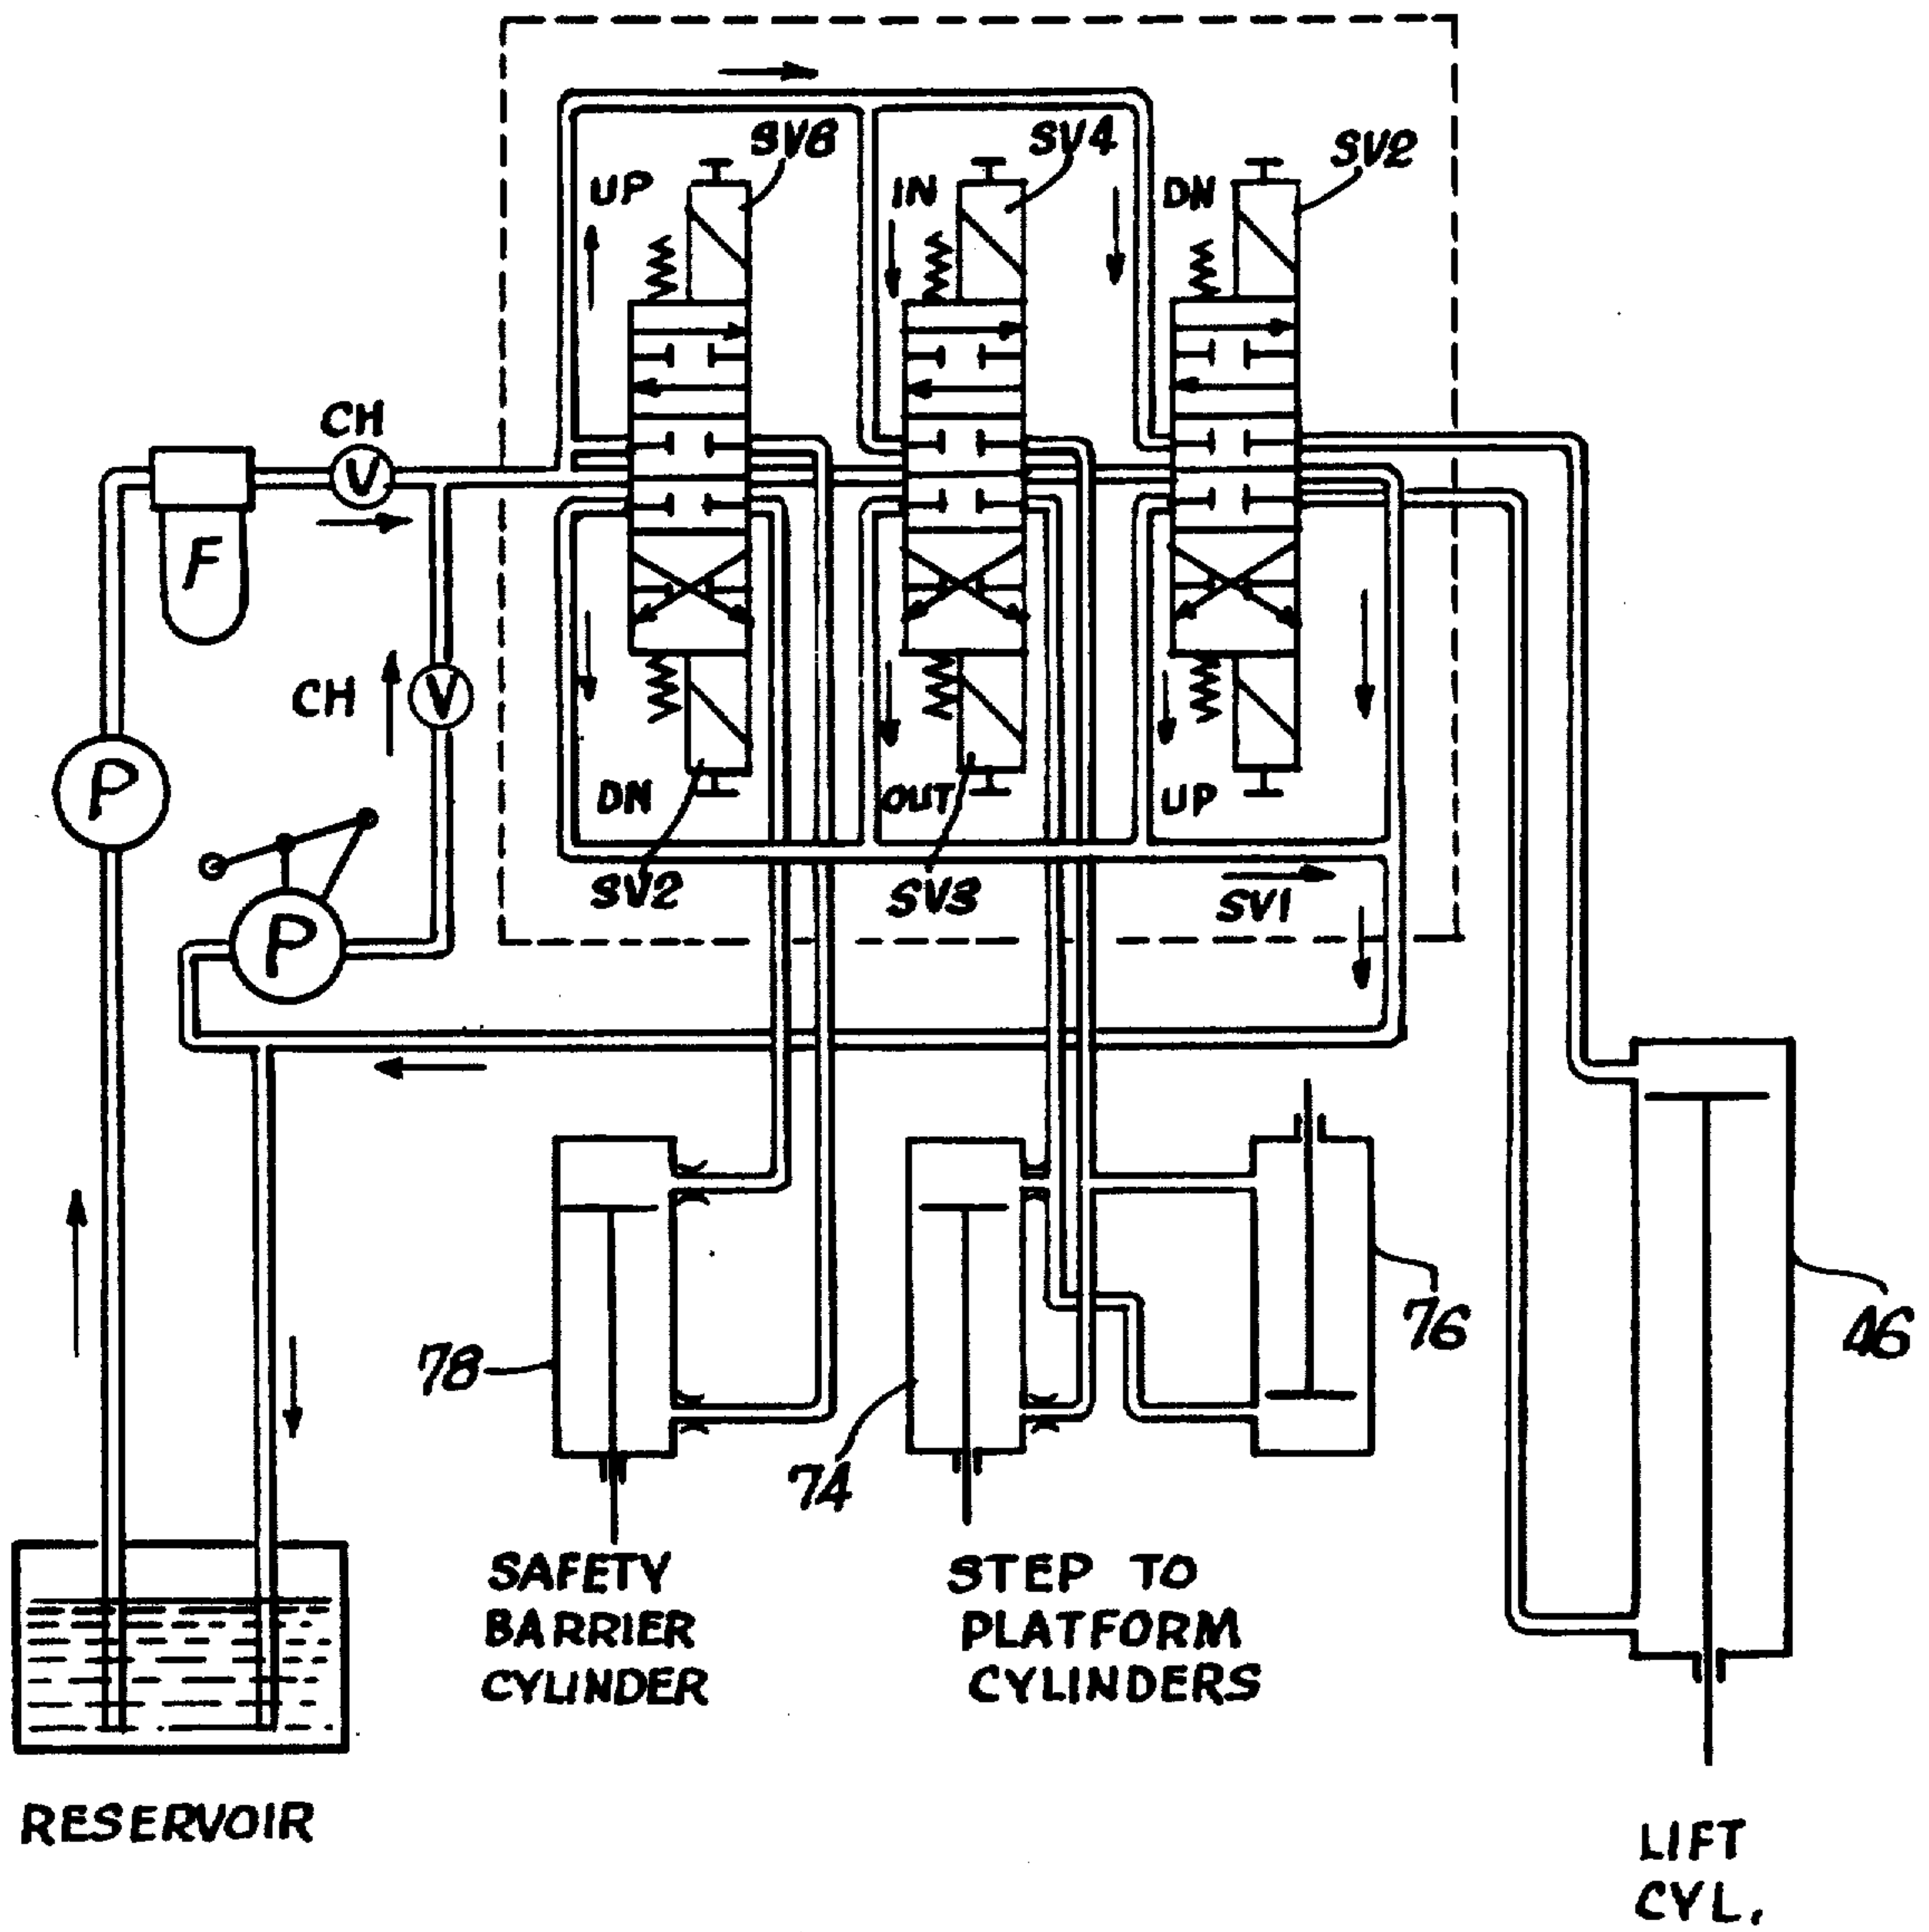 SV6
SV4
SV2
UP
IN
DN
CH
V
F
CH
V
P
DN
OUT
UP
SV2
SV3
SV1
P
76
46
78
74
SAFETY
BARRIER
CYLINDER
STEP TO
PLATFORM
CYLINDERS
RESERVOIR
LIFT
CYL.